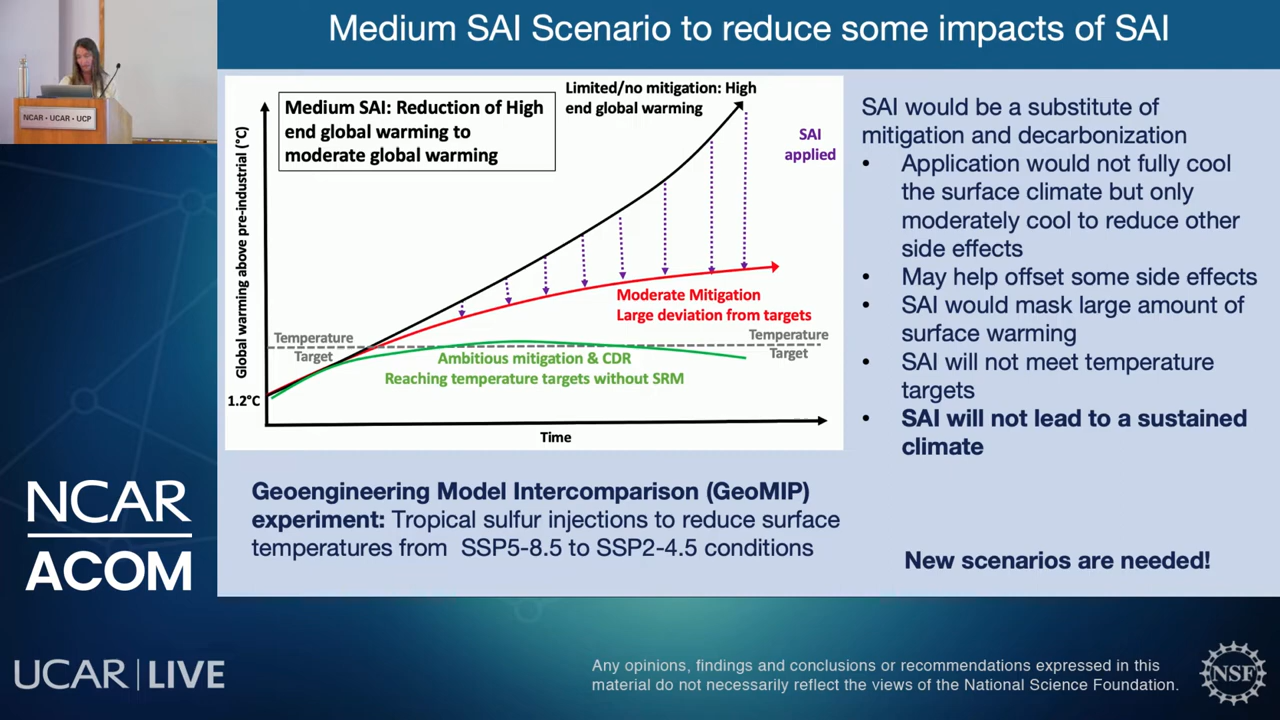 Medium SAI Scenario to reduce some impacts of SAI
NCAR • UCAR • UCP
Medium SAI: Reduction of High
end global warming to
moderate global warming
Limited/no mitigation: High
end global warming
SAI
applied
Global warming above pre-industrial (°C)
Moderate Mitigation
Large deviation from targets
Temperature
Target
Temperature
Target
Ambitious mitigation & CDR
Reaching temperature targets without SRM
1.2°C
Time
SAI would be a substitute of
mitigation and decarbonization
• Application would not fully cool
the surface climate but only
moderately cool to reduce other
side effects
• May help offset some side effects
• SAI would mask large amount of
surface warming
• SAI will not meet temperature
targets
• SAI will not lead to a sustained
climate
Geoengineering Model Intercomparison (GeoMIP)
experiment: Tropical sulfur injections to reduce surface
temperatures from SSP5-8.5 to SSP2-4.5 conditions
New scenarios are needed!
NCAR
ACOM
UCAR | LIVE
Any opinions, findings and conclusions or recommendations expressed in this
material do not necessarily reflect the views of the National Science Foundation.
NSF